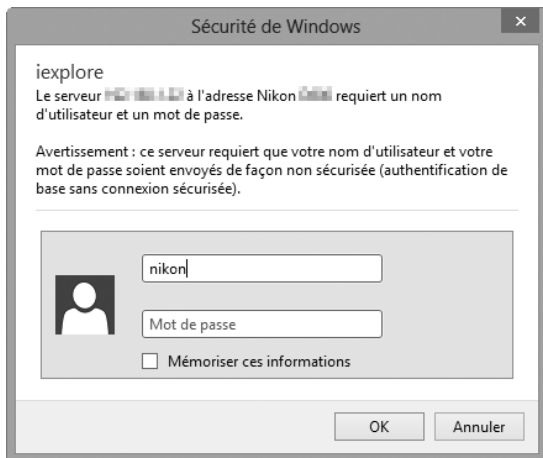 Sécurité de Windows
iexplore
Le serveur à l'adresse Nikon requiert un nom
d'utilisateur et un mot de passe.
Avertissement : ce serveur requiert que votre nom d'utilisateur et votre
mot de passe soient envoyés de façon non sécurisée (authentification de
base sans connexion sécurisée).
nikon
Mot de passe
Mémoriser ces informations
OK
Annuler